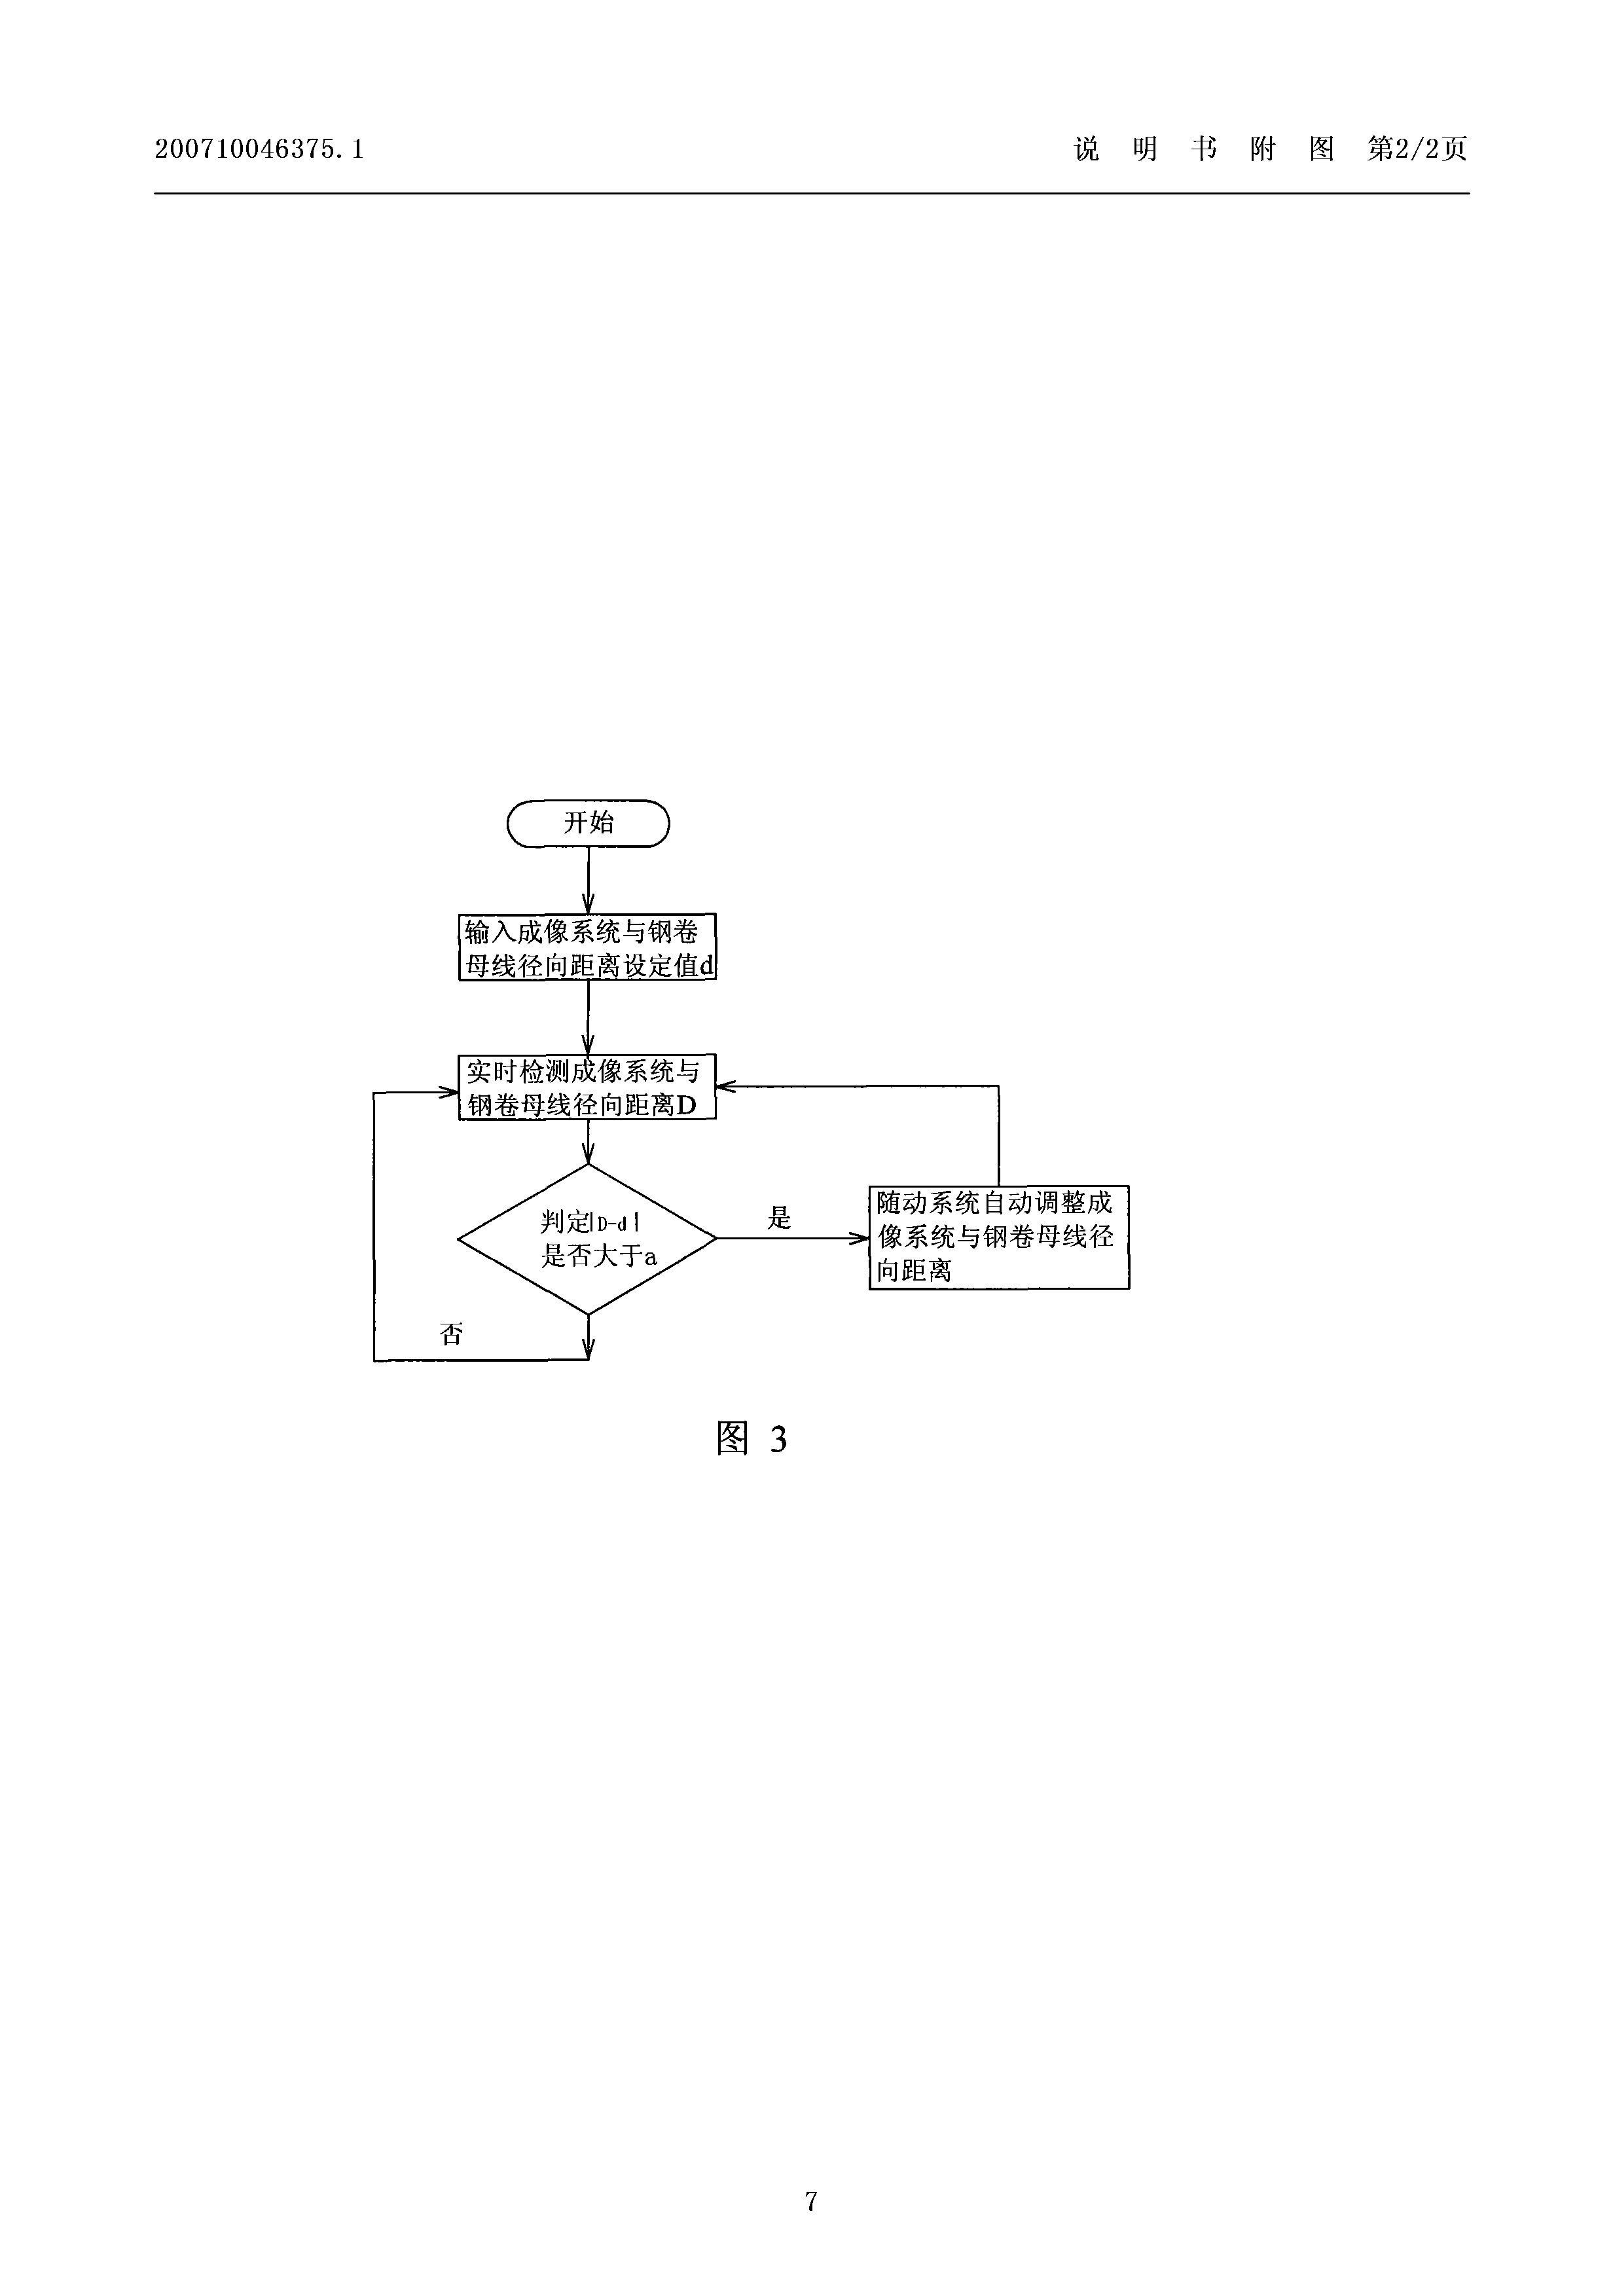 200710046375.1
说 明 书 附 图 第2/2页
开始
输入成像系统与钢卷
母线径向距离设定值d
实时检测成像系统与
钢卷母线径向距离D
判定|D-d|
是否大于a
是
随动系统自动调整成
像系统与钢卷母线径
向距离
否
图 3
7